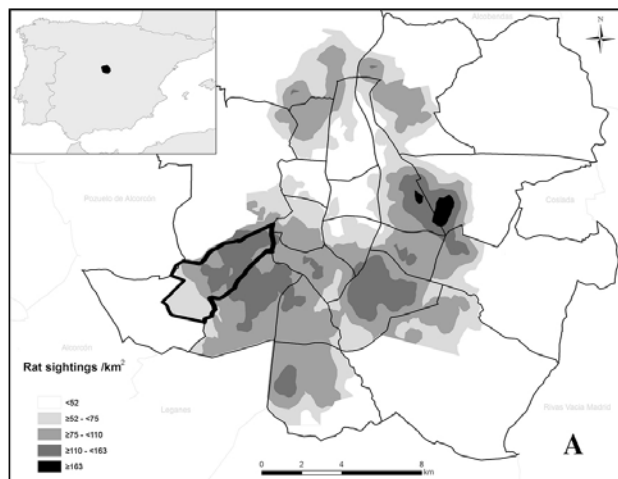 Alcobendas
N
Pozuelo de Alarcón
Coslada
Alcorcón
Rat sightings /km²
Leganes
<52
≥52 - <75
≥75 - <110
≥110 - <163
≥163
Rivas Vacia Madrid
A
0 2 4 8
km